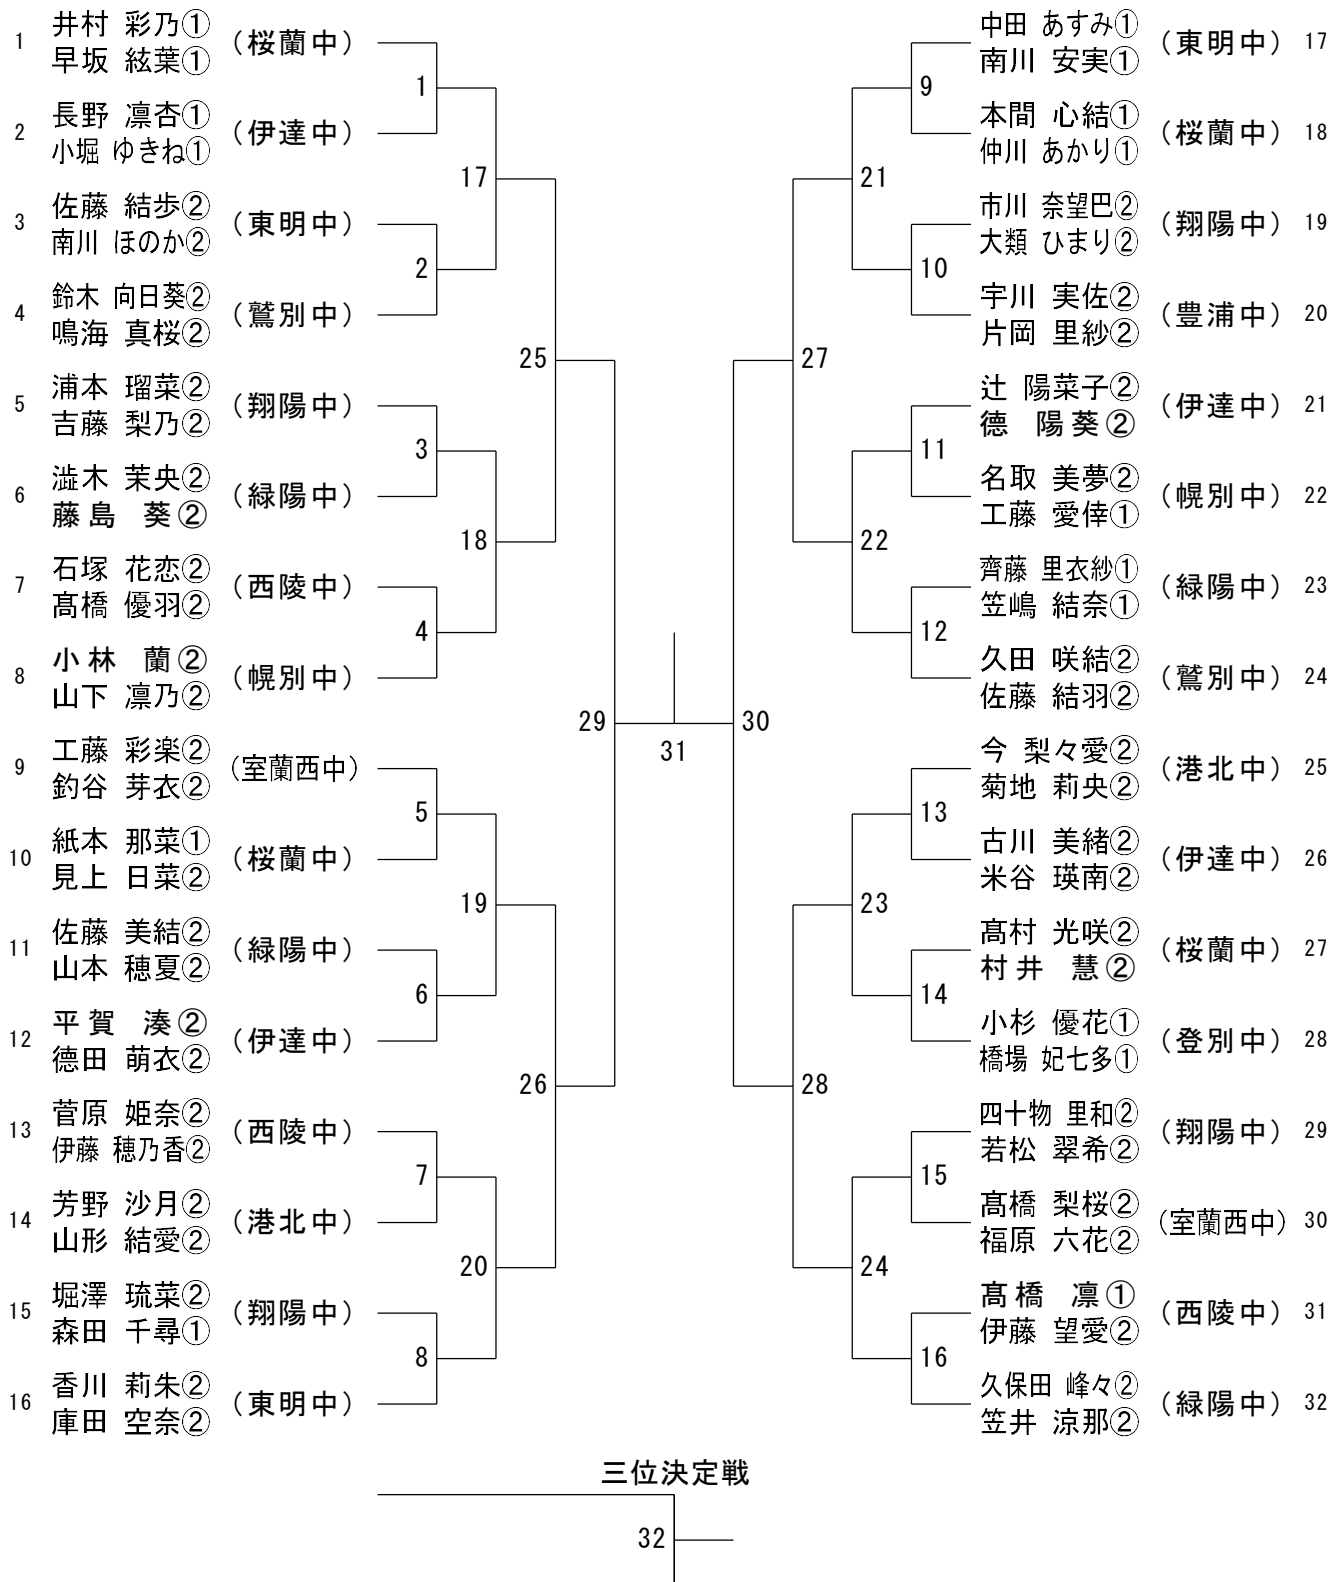 1 井村 彩乃① (桜蘭中)
早坂 絃葉①
2 長野 凛杏① (伊達中)
小堀 ゆきね①
3 佐藤 結歩② (東明中)
南川 ほのか②
4 鈴木 向日葵② (鷲別中)
鳴海 真桜②
5 浦本 瑠菜② (翔陽中)
吉藤 梨乃②
6 澁木 茉央② (緑陽中)
藤島 葵②
7 石塚 花恋② (西陵中)
髙橋 優羽②
8 小林 蘭② (幌別中)
山下 凛乃②
9 工藤 彩楽② (室蘭西中)
釣谷 芽衣②
10 紙本 那菜① (桜蘭中)
見上 日菜②
11 佐藤 美結② (緑陽中)
山本 穂夏②
12 平賀 湊② (伊達中)
德田 萌衣②
13 菅原 姫奈② (西陵中)
伊藤 穂乃香②
14 芳野 沙月② (港北中)
山形 結愛②
15 堀澤 琉菜② (翔陽中)
森田 千尋①
16 香川 莉朱② (東明中)
庫田 空奈②
1
2
3
4
5
6
7
8
17
18
19
20
25
26
29
31
30
27
28
21
22
23
24
9
10
11
12
13
14
15
16
中田 あすみ① (東明中) 17
南川 安実①
本間 心結① (桜蘭中) 18
仲川 あかり①
市川 奈望巴② (翔陽中) 19
大類 ひまり②
宇川 実佐② (豊浦中) 20
片岡 里紗②
辻 陽菜子② (伊達中) 21
德 陽葵②
名取 美夢② (幌別中) 22
工藤 愛倖①
齊藤 里衣紗① (緑陽中) 23
笠嶋 結奈①
久田 咲結② (鷲別中) 24
佐藤 結羽②
今 梨々愛② (港北中) 25
菊地 莉央②
古川 美緒② (伊達中) 26
米谷 瑛南②
髙村 光咲② (桜蘭中) 27
村井 慧②
小杉 優花① (登別中) 28
橋場 妃七多①
四十物 里和② (翔陽中) 29
若松 翠希②
髙橋 梨桜② (室蘭西中) 30
福原 六花②
髙橋 凛① (西陵中) 31
伊藤 望愛②
久保田 峰々② (緑陽中) 32
笠井 涼那②
三位決定戦
32